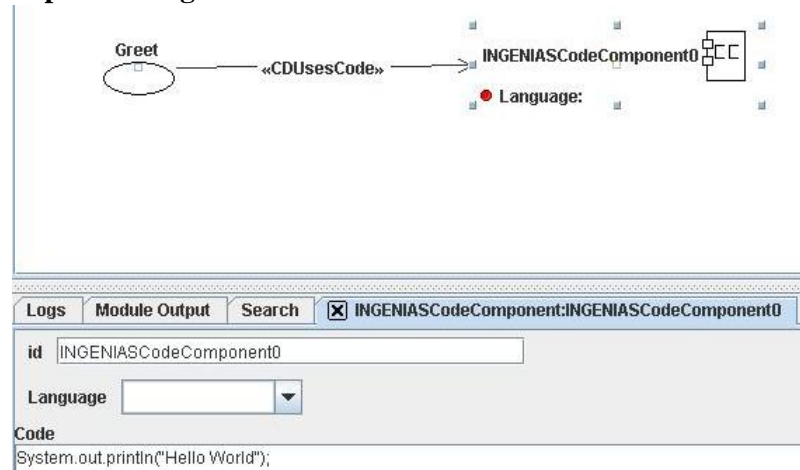 Greet
«CDUsesCode»
INGENIASCodeComponent0
Language:
Logs Module Output Search INGENIASCodeComponent:INGENIASCodeComponent0
id INGENIASCodeComponent0
Language
Code
System.out.println("Hello World");